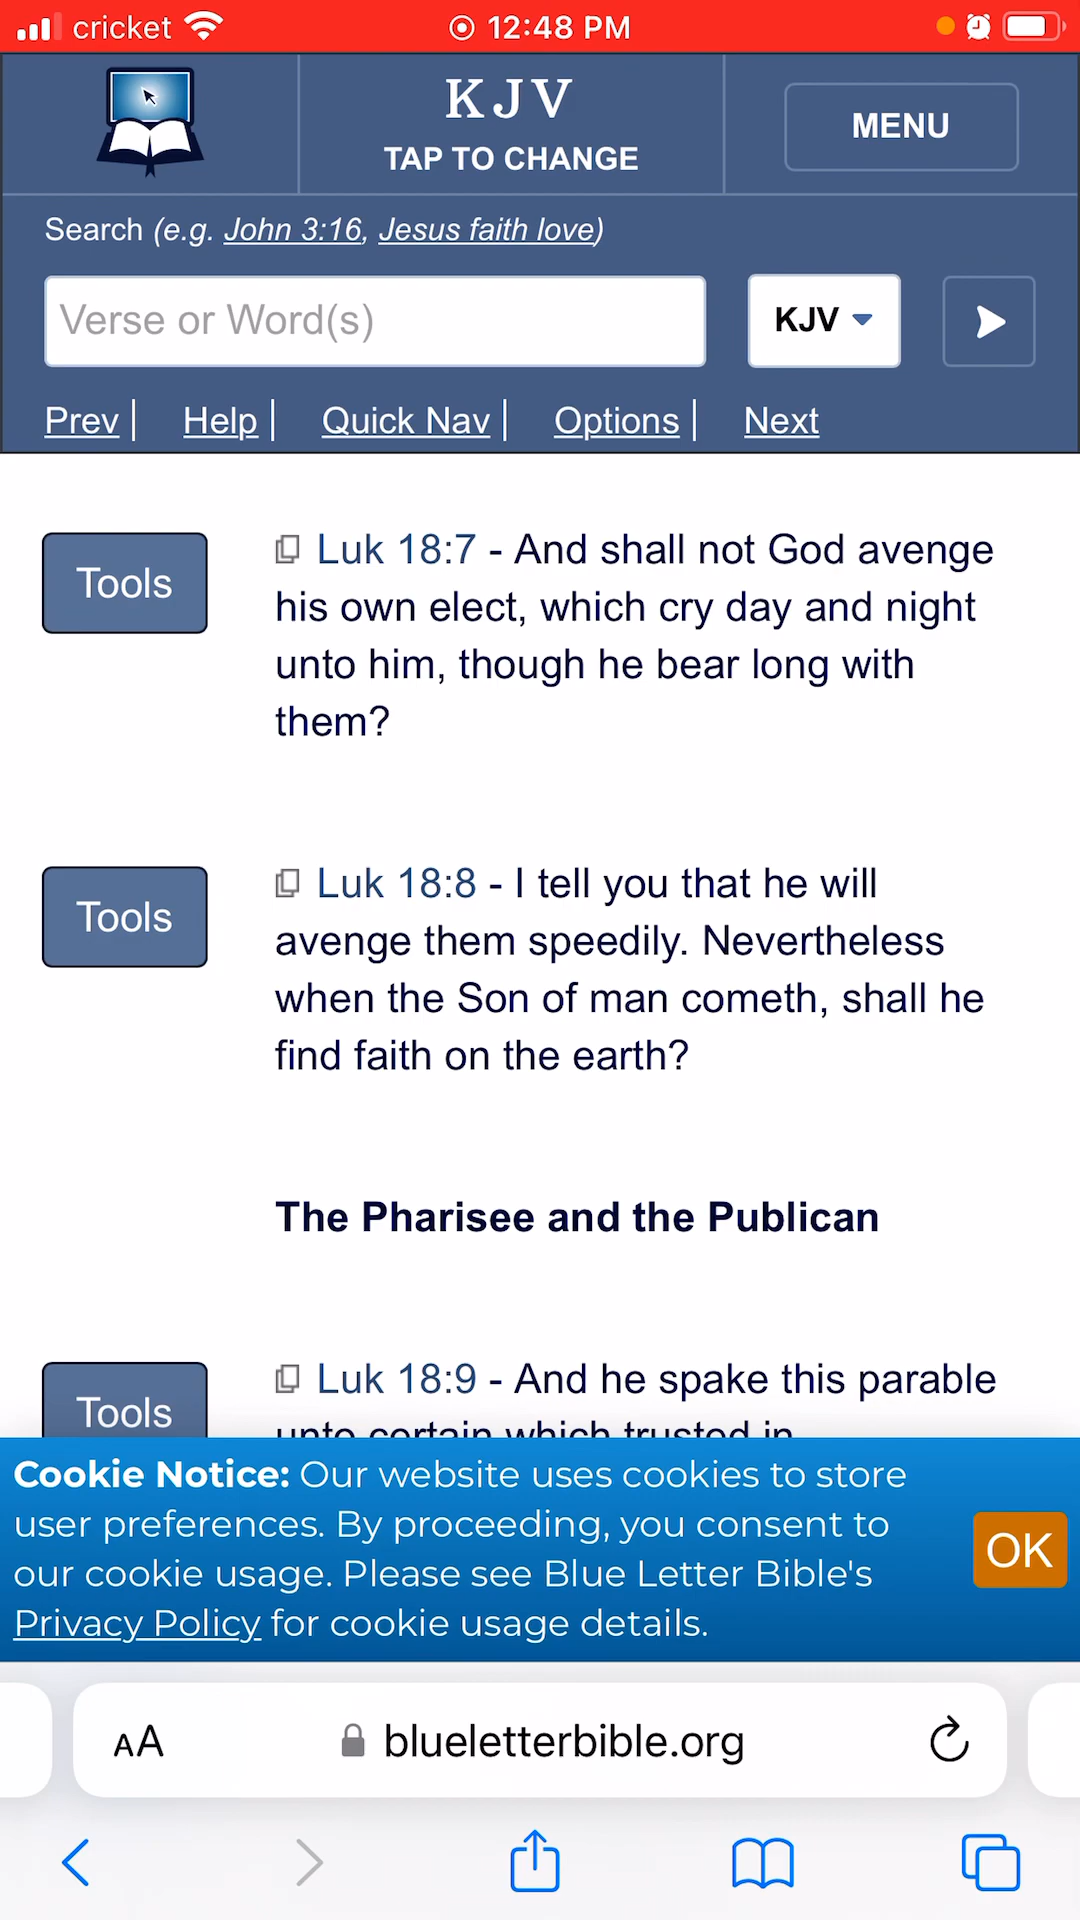 cricket 12:48 PM
KJV
TAP TO CHANGE
MENU
Search (e.g. John 3:16, Jesus faith love)
Verse or Word(s)
KJV
Prev | Help | Quick Nav | Options | Next
Tools
Luk 18:7 - And shall not God avenge
his own elect, which cry day and night
unto him, though he bear long with
them?
Tools
Luk 18:8 - I tell you that he will
avenge them speedily. Nevertheless
when the Son of man cometh, shall he
find faith on the earth?
The Pharisee and the Publican
Tools
Luk 18:9 - And he spake this parable
unto certain which trusted in
Cookie Notice: Our website uses cookies to store
user preferences. By proceeding, you consent to
our cookie usage. Please see Blue Letter Bible's
Privacy Policy for cookie usage details.
OK
AA
blueletterbible.org